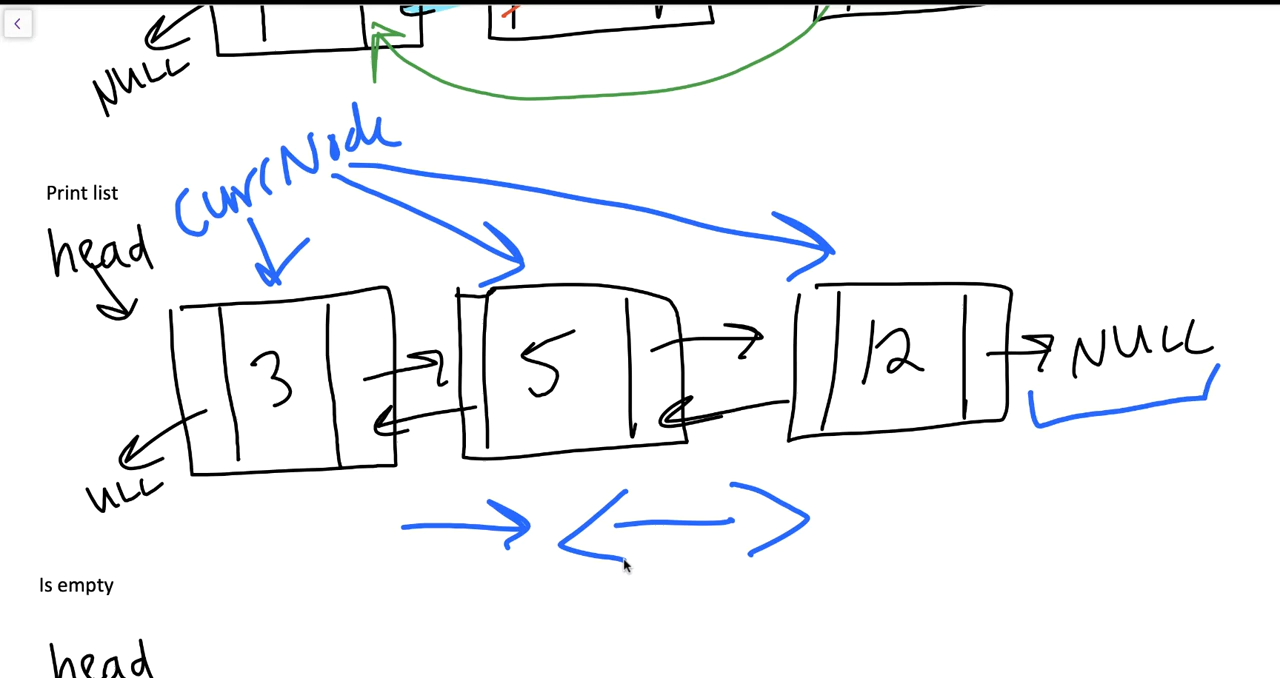 NULL
CurrNode
Print list
head
3
5
12
NULL
ULL
Is empty
head